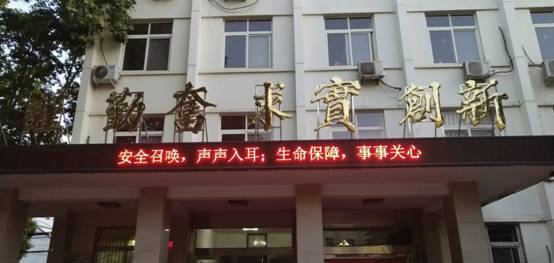 勤奮 求實 創新
安全召唤，声声入耳；生命保障，事事关心